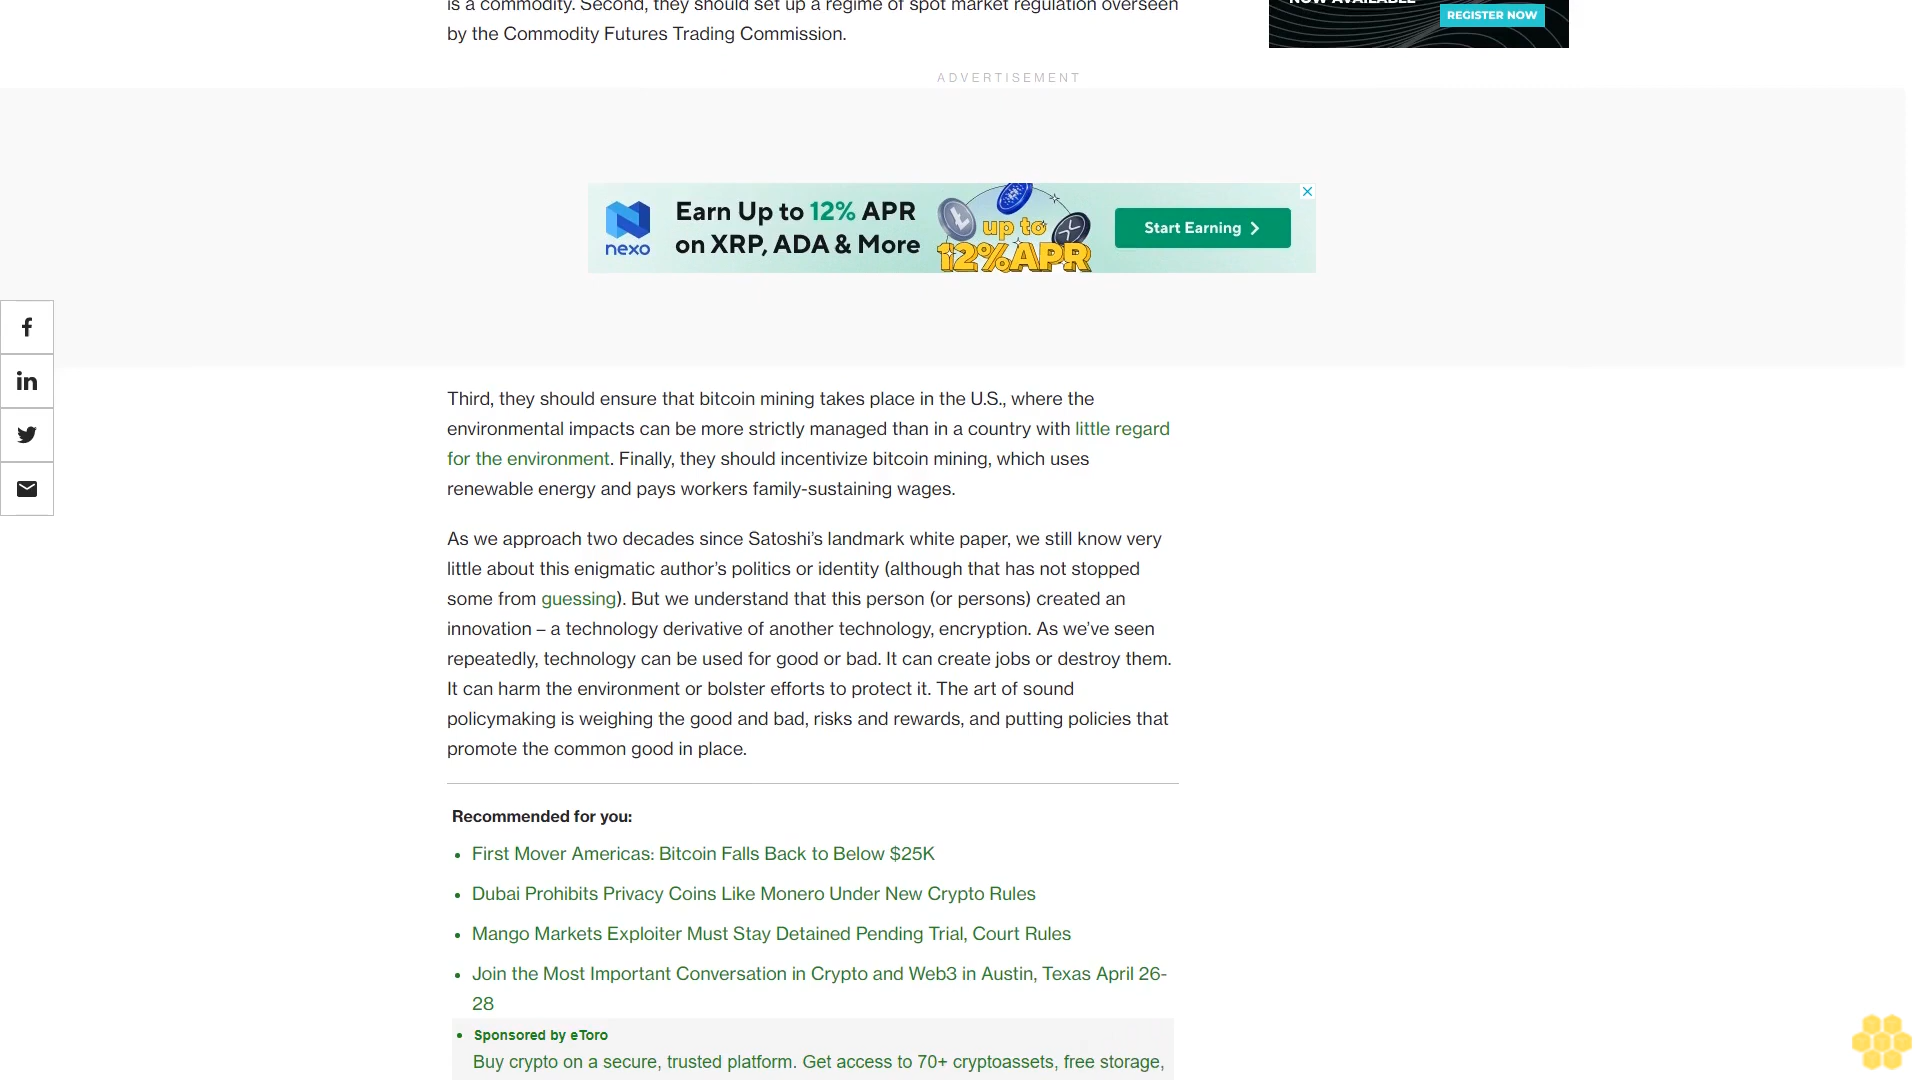 is a commodity. Second, they should set up a regime of spot market regulation overseen
by the Commodity Futures Trading Commission.
NOW AVAILABLE
REGISTER NOW
ADVERTISEMENT
nexo
Earn Up to 12% APR
on XRP, ADA & More
up to
12% APR
Start Earning
Third, they should ensure that bitcoin mining takes place in the U.S., where the
environmental impacts can be more strictly managed than in a country with little regard
for the environment. Finally, they should incentivize bitcoin mining, which uses
renewable energy and pays workers family-sustaining wages.
As we approach two decades since Satoshi’s landmark white paper, we still know very
little about this enigmatic author’s politics or identity (although that has not stopped
some from guessing). But we understand that this person (or persons) created an
innovation – a technology derivative of another technology, encryption. As we’ve seen
repeatedly, technology can be used for good or bad. It can create jobs or destroy them.
It can harm the environment or bolster efforts to protect it. The art of sound
policymaking is weighing the good and bad, risks and rewards, and putting policies that
promote the common good in place.
Recommended for you:
• First Mover Americas: Bitcoin Falls Back to Below $25K
• Dubai Prohibits Privacy Coins Like Monero Under New Crypto Rules
• Mango Markets Exploiter Must Stay Detained Pending Trial, Court Rules
• Join the Most Important Conversation in Crypto and Web3 in Austin, Texas April 26-
28
• Sponsored by eToro
Buy crypto on a secure, trusted platform. Get access to 70+ cryptoassets, free storage,